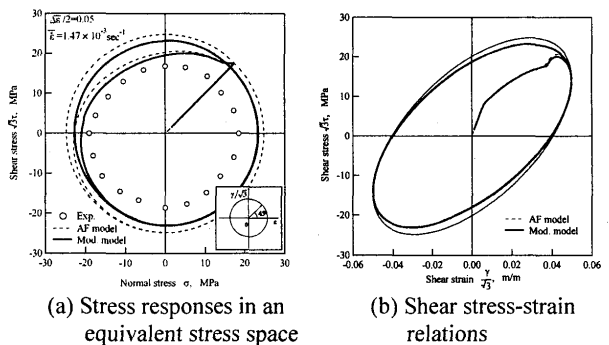 Δε̄/2=0.05
ε̄̇=1.47×10⁻³sec⁻¹
Shear stress √3τ, MPa
30
20
10
0
-10
-20
-30
-30 -20 -10 0 10 20 30
Normal stress σ, MPa
Exp.
AF model
Mod. model
γ/√3
45°
0
ε
(a) Stress responses in an
equivalent stress space
Shear stress √3τ, MPa
30
20
10
0
-10
-20
-30
-0.06 -0.04 -0.02 0.00 0.02 0.04 0.06
Shear strain γ/√3, m/m
AF model
Mod. model
(b) Shear stress-strain
relations